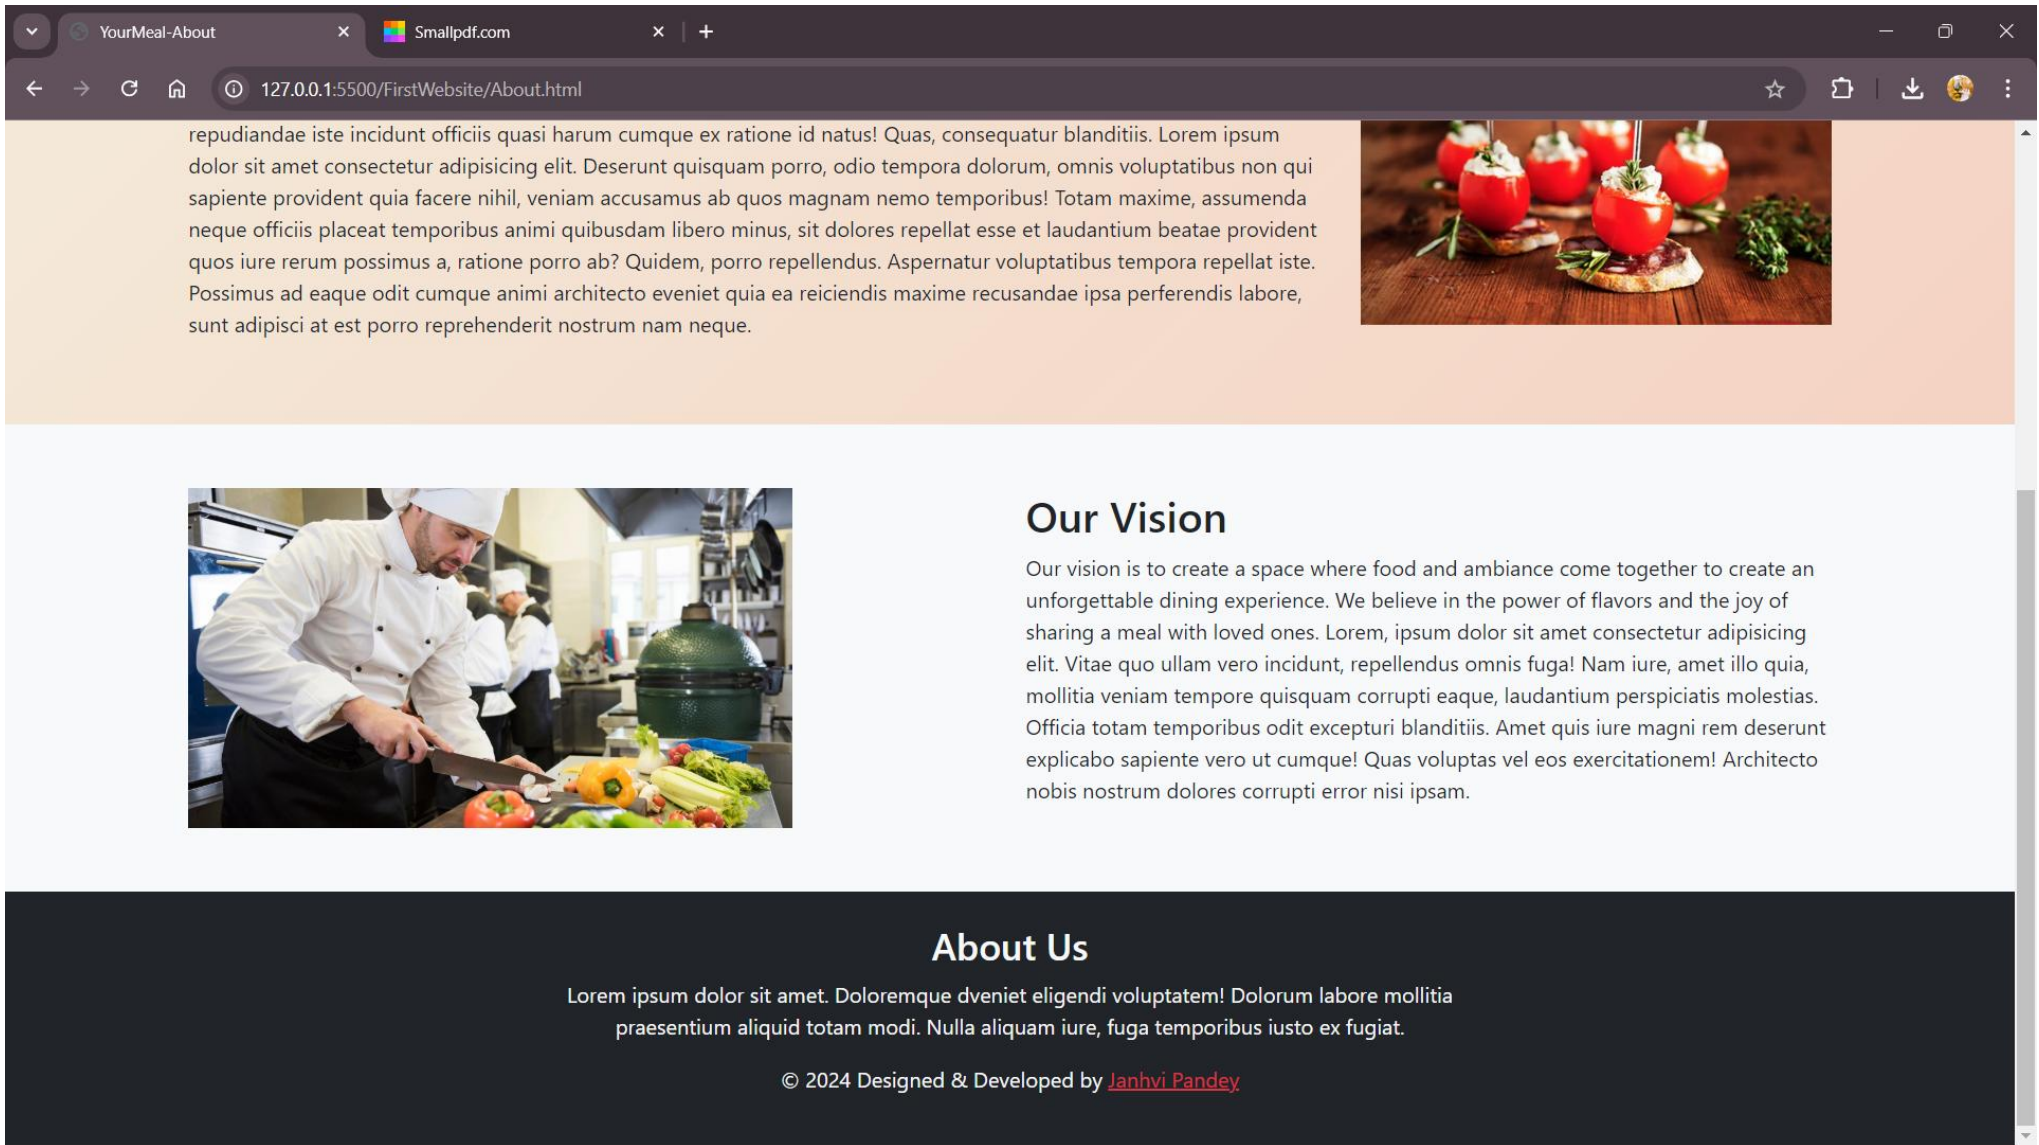 YourMeal-About
Smallpdf.com
127.0.0.1:5500/FirstWebsite/About.html
repudiandae iste incidunt officiis quasi harum cumque ex ratione id natus! Quas, consequatur blanditiis. Lorem ipsum
dolor sit amet consectetur adipisicing elit. Deserunt quisquam porro, odio tempora dolorum, omnis voluptatibus non qui
sapiente provident quia facere nihil, veniam accusamus ab quos magnam nemo temporibus! Totam maxime, assumenda
neque officiis placeat temporibus animi quibusdam libero minus, sit dolores repellat esse et laudantium beatae provident
quos iure rerum possimus a, ratione porro ab? Quidem, porro repellendus. Aspernatur voluptatibus tempora repellat iste.
Possimus ad eaque odit cumque animi architecto eveniet quia ea reiciendis maxime recusandae ipsa perferendis labore,
sunt adipisci at est porro reprehenderit nostrum nam neque.
Our Vision
Our vision is to create a space where food and ambiance come together to create an
unforgettable dining experience. We believe in the power of flavors and the joy of
sharing a meal with loved ones. Lorem, ipsum dolor sit amet consectetur adipisicing
elit. Vitae quo ullam vero incidunt, repellendus omnis fuga! Nam iure, amet illo quia,
mollitia veniam tempore quisquam corrupti eaque, laudantium perspiciatis molestias.
Officia totam temporibus odit excepturi blanditiis. Amet quis iure magni rem deserunt
explicabo sapiente vero ut cumque! Quas voluptas vel eos exercitationem! Architecto
nobis nostrum dolores corrupti error nisi ipsam.
About Us
Lorem ipsum dolor sit amet. Doloremque dveniet eligendi voluptatem! Dolorum labore mollitia
praesentium aliquid totam modi. Nulla aliquam iure, fuga temporibus iusto ex fugiat.
© 2024 Designed & Developed by Janhvi Pandey